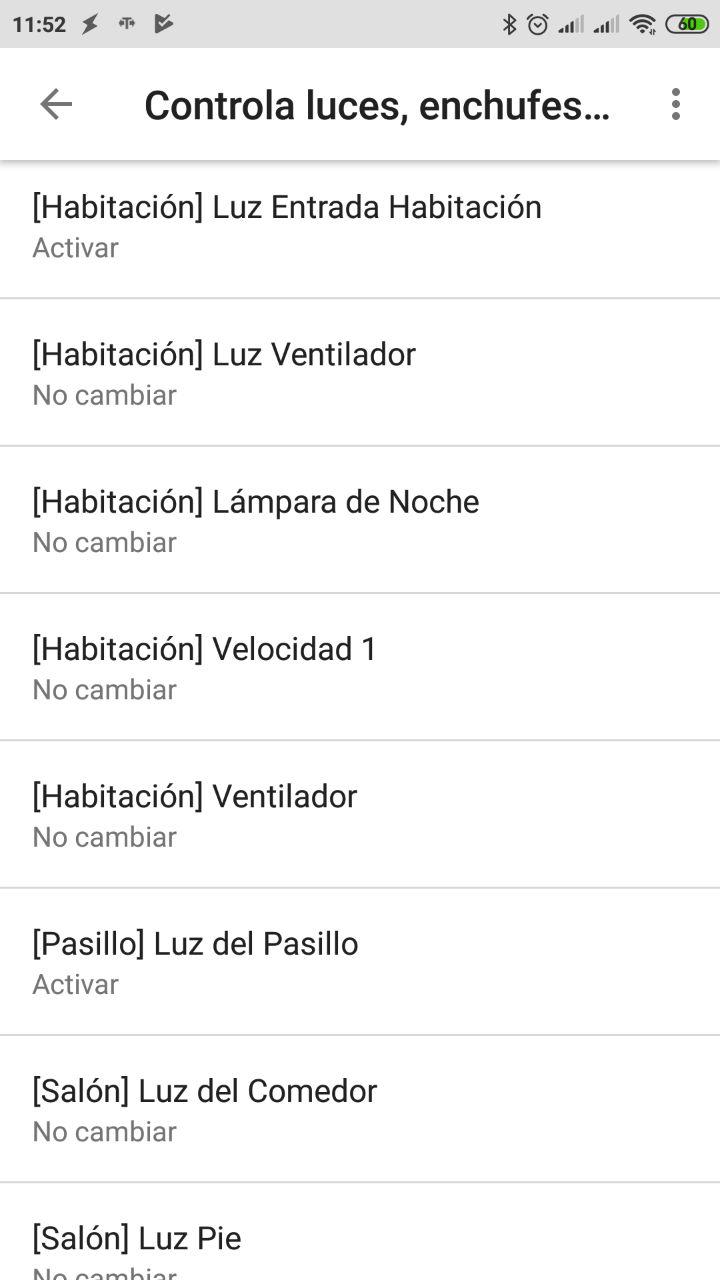 11:52
60
Controla luces, enchufes...
[Habitación] Luz Entrada Habitación
Activar
[Habitación] Luz Ventilador
No cambiar
[Habitación] Lámpara de Noche
No cambiar
[Habitación] Velocidad 1
No cambiar
[Habitación] Ventilador
No cambiar
[Pasillo] Luz del Pasillo
Activar
[Salón] Luz del Comedor
No cambiar
[Salón] Luz Pie
No cambiar